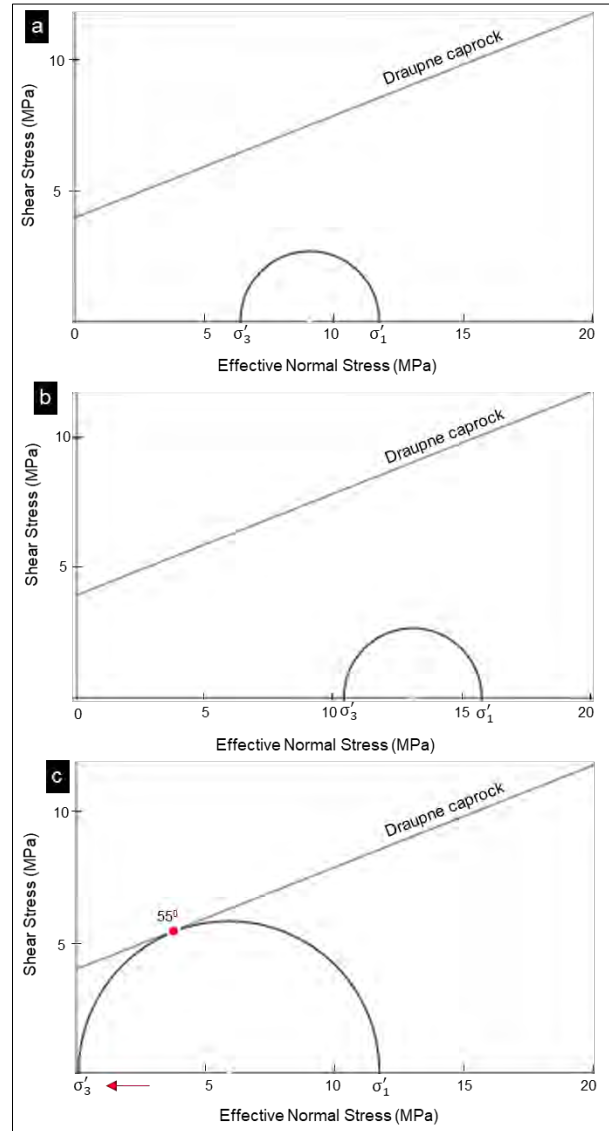 a
10
Draupne caprock
Shear Stress (MPa)
5
0
5
σ′3
10
σ′1
15
20
Effective Normal Stress (MPa)
b
10
Draupne caprock
Shear Stress (MPa)
5
0
5
10
σ′3
15
σ′1
20
Effective Normal Stress (MPa)
c
10
Draupne caprock
Shear Stress (MPa)
55⁰
5
σ′3
5
10
σ′1
15
20
Effective Normal Stress (MPa)